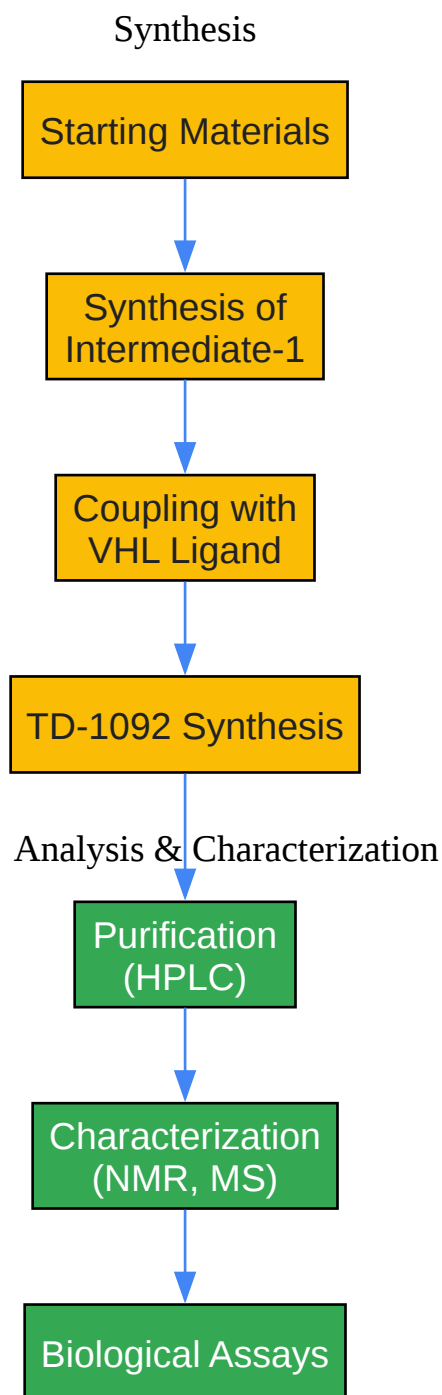 Synthesis
Starting Materials
Synthesis of
Intermediate-1
Coupling with
VHL Ligand
TD-1092 Synthesis
Analysis & Characterization
Purification
(HPLC)
Characterization
(NMR, MS)
Biological Assays